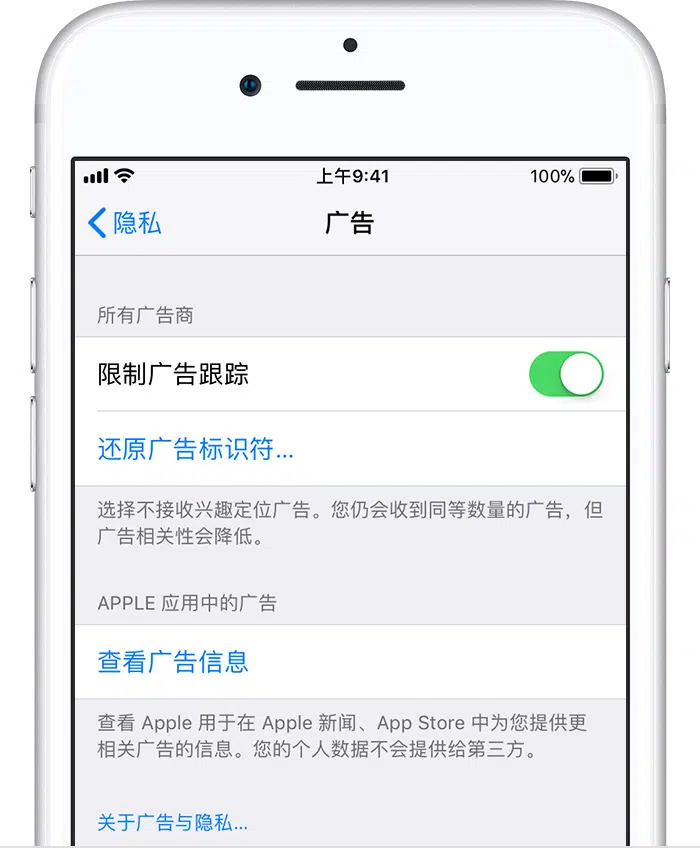 上午9:41
100%
隐私
广告
所有广告商
限制广告跟踪
还原广告标识符...
选择不接收兴趣定位广告。您仍会收到同等数量的广告，但
广告相关性会降低。
APPLE 应用中的广告
查看广告信息
查看 Apple 用于在 Apple 新闻、App Store 中为您提供更
相关广告的信息。您的个人数据不会提供给第三方。
关于广告与隐私...